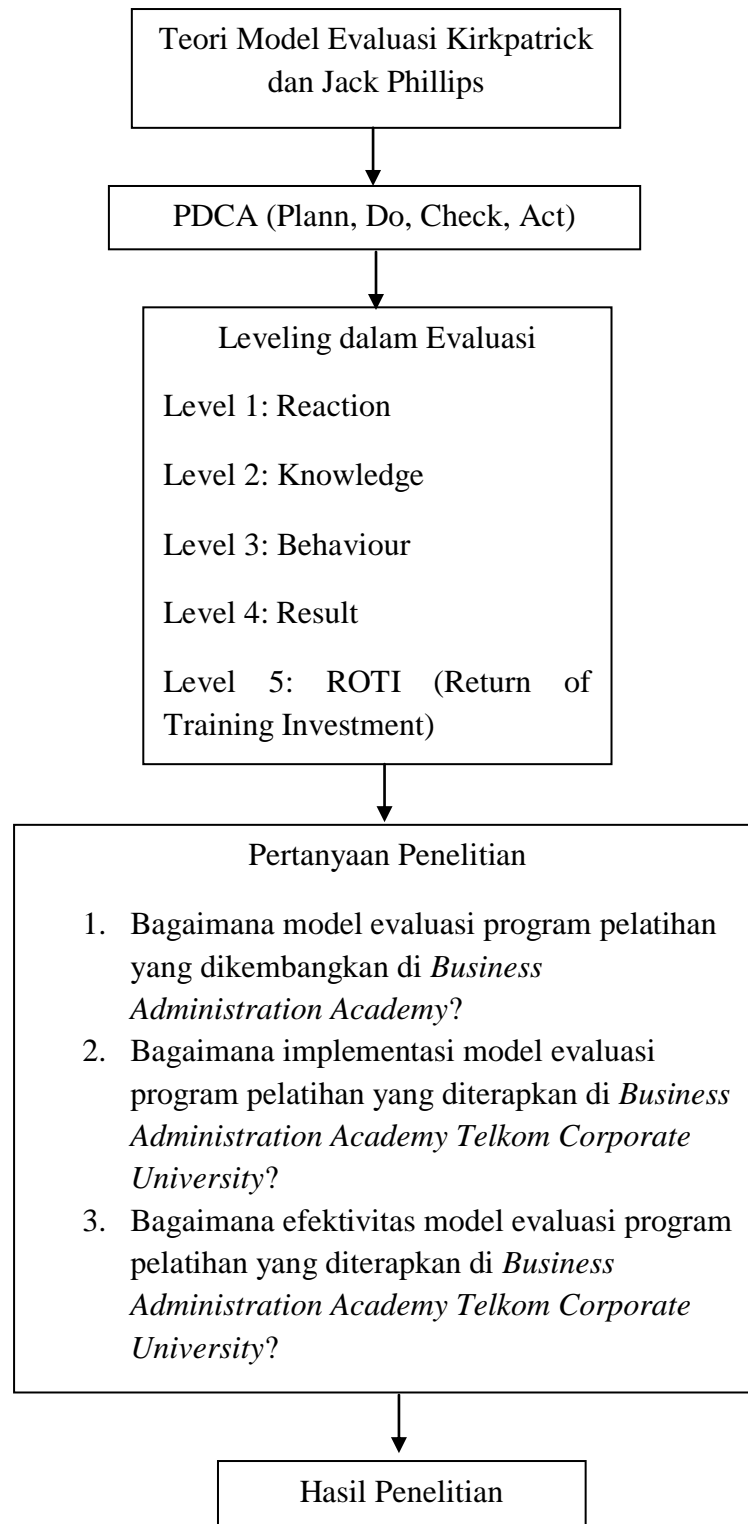 Teori Model Evaluasi Kirkpatrick
dan Jack Phillips
PDCA (Plann, Do, Check, Act)
Leveling dalam Evaluasi
Level 1: Reaction
Level 2: Knowledge
Level 3: Behaviour
Level 4: Result
Level 5: ROTI (Return of
Training Investment)
Pertanyaan Penelitian
1. Bagaimana model evaluasi program pelatihan
yang dikembangkan di Business
Administration Academy?
2. Bagaimana implementasi model evaluasi
program pelatihan yang diterapkan di Business
Administration Academy Telkom Corporate
University?
3. Bagaimana efektivitas model evaluasi program
pelatihan yang diterapkan di Business
Administration Academy Telkom Corporate
University?
Hasil Penelitian